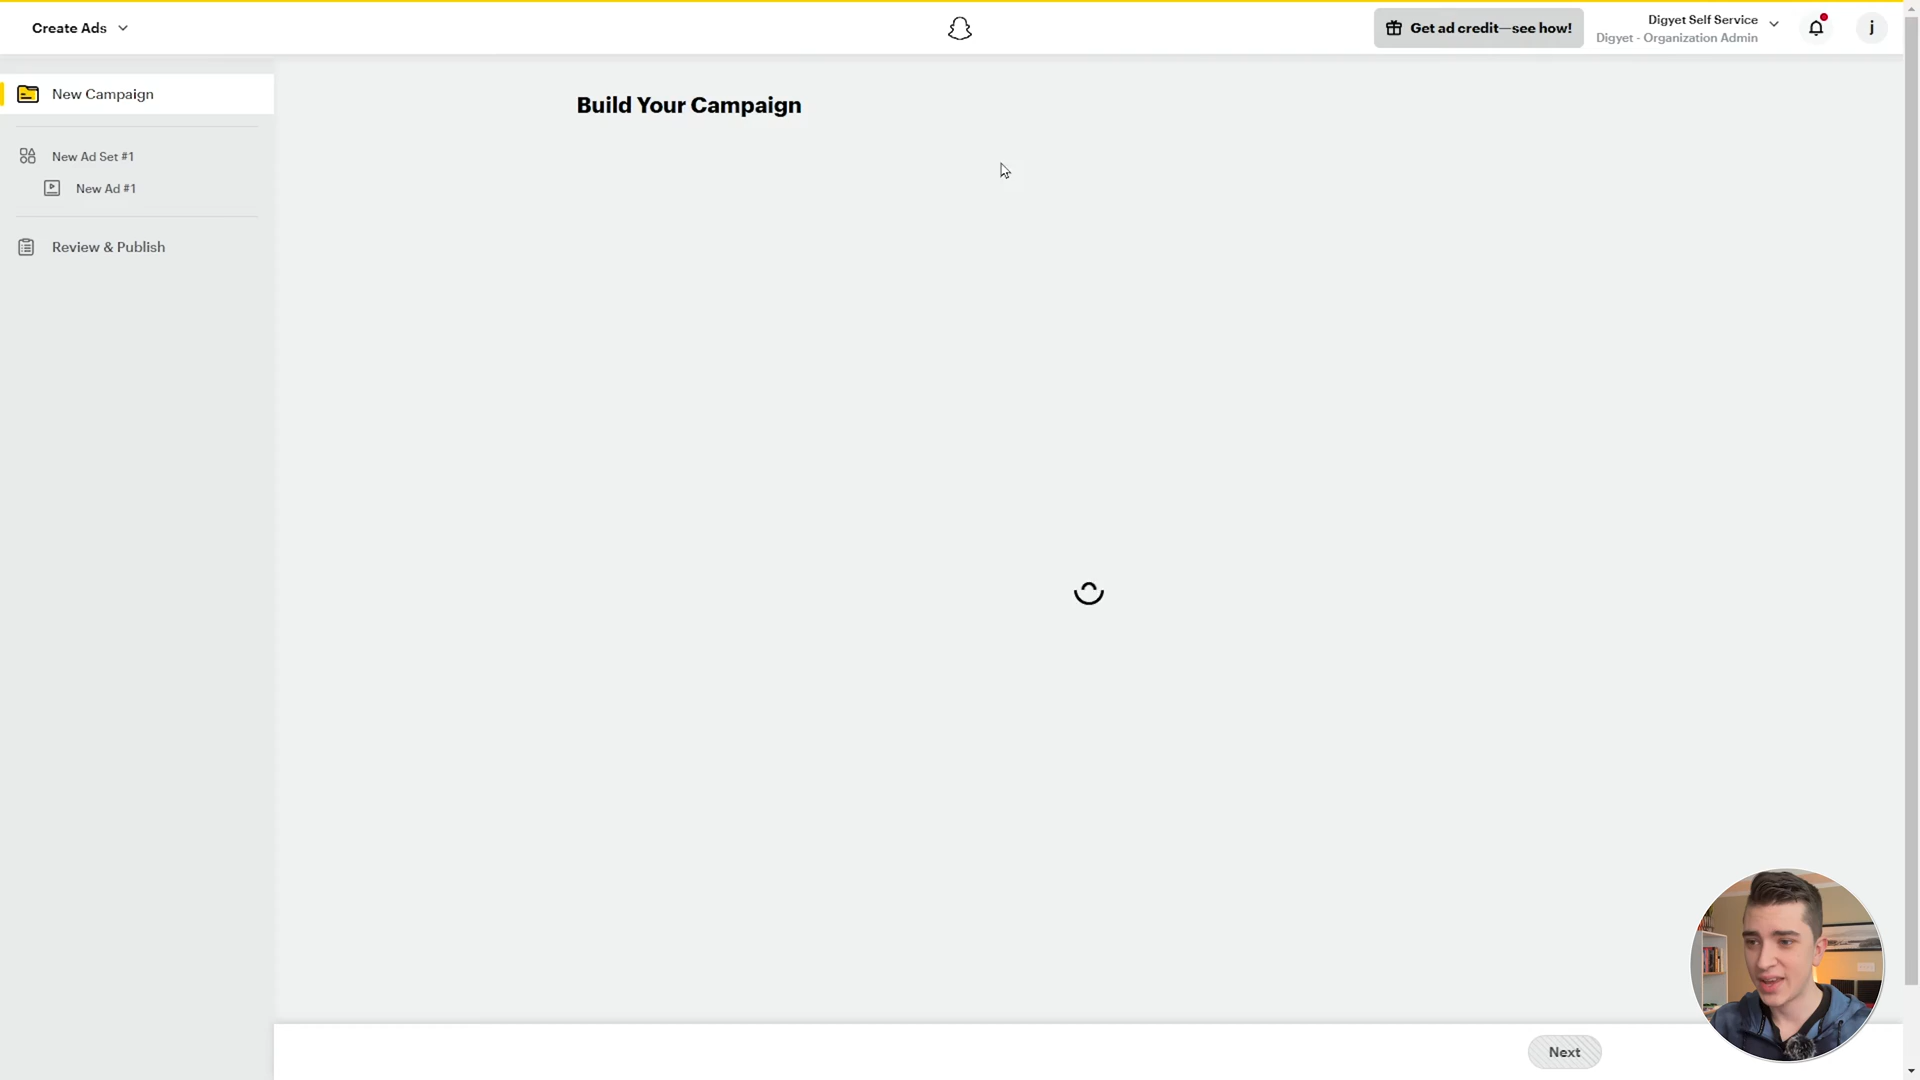 Create Ads
Get ad credit—see how!
Digyet Self Service
Digyet - Organization Admin
j
New Campaign
New Ad Set #1
New Ad #1
Review & Publish
Build Your Campaign
Next